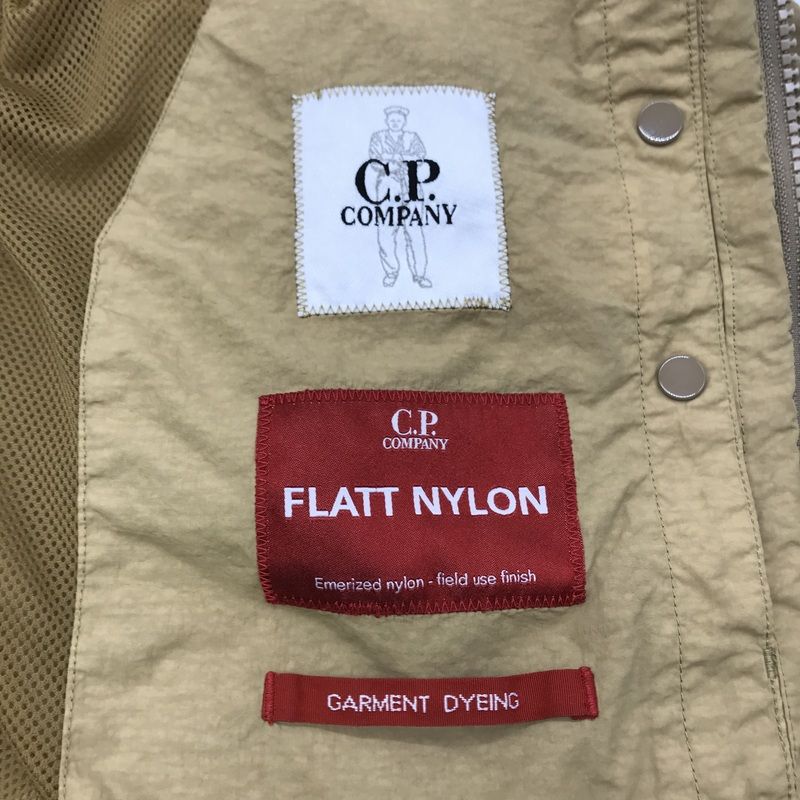 C.P.
COMPANY
C.P.
COMPANY
FLATT NYLON
Emerized nylon - field use finish
GARMENT DYEING